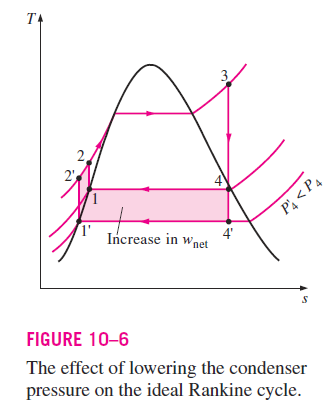 T
3
2
2'
4
1
P'4 < P4
1'
Increase in wnet
4'
s
FIGURE 10–6
The effect of lowering the condenser
pressure on the ideal Rankine cycle.